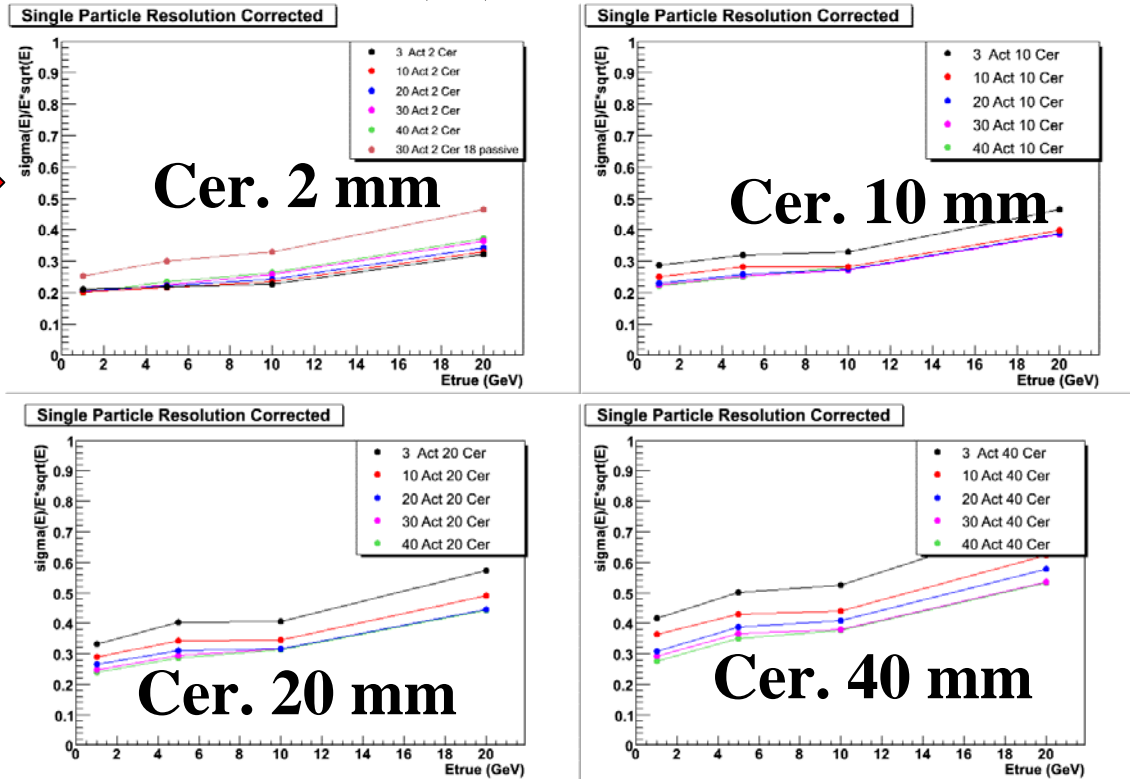 Single Particle Resolution Corrected
sigma(E)/E*sqrt(E)
1
0.9
0.8
0.7
0.6
0.5
0.4
0.3
0.2
0.1
0
3 Act 2 Cer
10 Act 2 Cer
20 Act 2 Cer
30 Act 2 Cer
40 Act 2 Cer
30 Act 2 Cer 18 passive
Cer. 2 mm
0 2 4 6 8 10 12 14 16 18 20
Etrue (GeV)
Single Particle Resolution Corrected
sigma(E)/E*sqrt(E)
1
0.9
0.8
0.7
0.6
0.5
0.4
0.3
0.2
0.1
0
3 Act 10 Cer
10 Act 10 Cer
20 Act 10 Cer
30 Act 10 Cer
40 Act 10 Cer
Cer. 10 mm
0 2 4 6 8 10 12 14 16 18 20
Etrue (GeV)
Single Particle Resolution Corrected
sigma(E)/E*sqrt(E)
1
0.9
0.8
0.7
0.6
0.5
0.4
0.3
0.2
0.1
0
3 Act 20 Cer
10 Act 20 Cer
20 Act 20 Cer
30 Act 20 Cer
40 Act 20 Cer
Cer. 20 mm
0 2 4 6 8 10 12 14 16 18 20
Etrue (GeV)
Single Particle Resolution Corrected
sigma(E)/E*sqrt(E)
1
0.9
0.8
0.7
0.6
0.5
0.4
0.3
0.2
0.1
0
3 Act 40 Cer
10 Act 40 Cer
20 Act 40 Cer
30 Act 40 Cer
40 Act 40 Cer
Cer. 40 mm
0 2 4 6 8 10 12 14 16 18 20
Etrue (GeV)